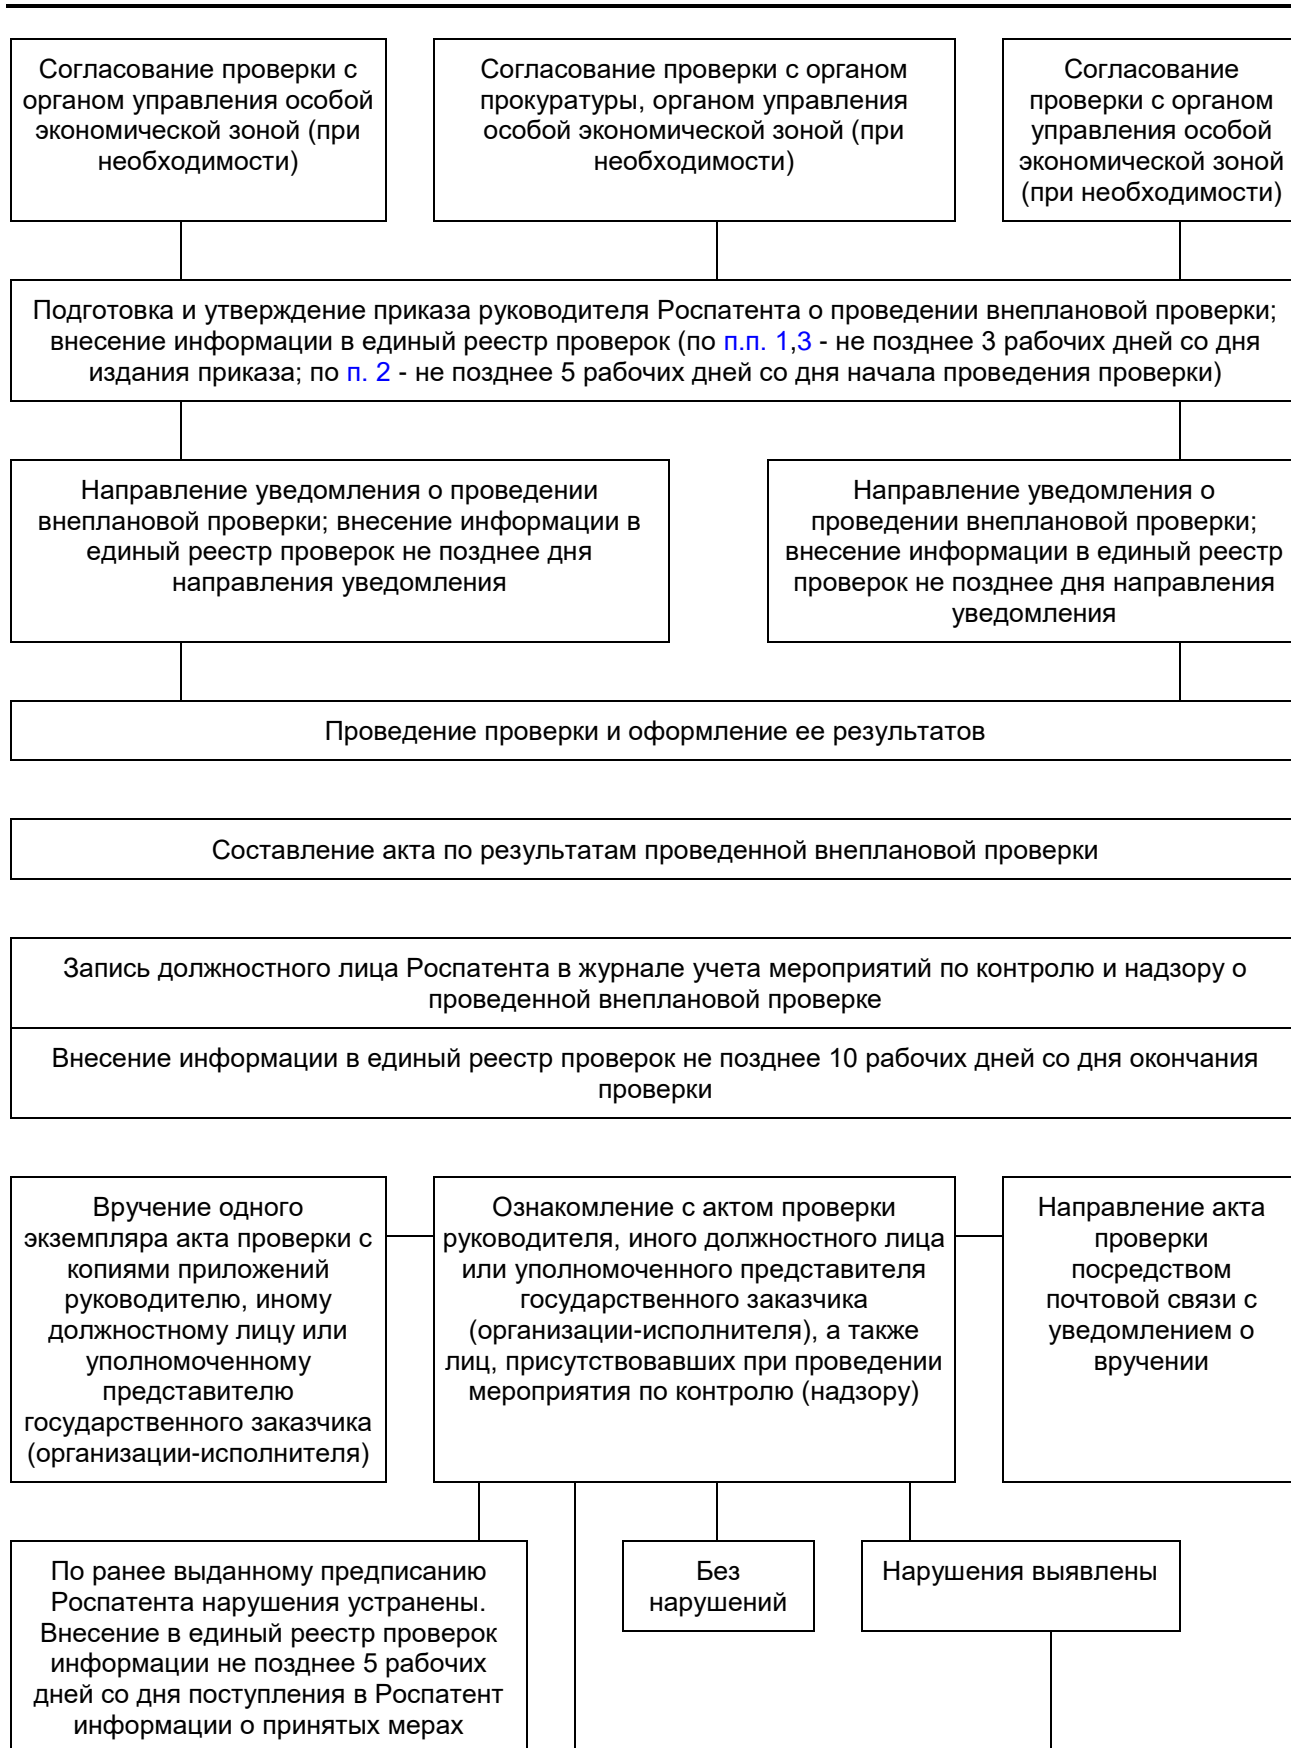 Согласование проверки с
органом управления особой
экономической зоной (при
необходимости)
Согласование проверки с органом
прокуратуры, органом управления
особой экономической зоной (при
необходимости)
Согласование
проверки с органом
управления особой
экономической зоной
(при необходимости)
Подготовка и утверждение приказа руководителя Роспатента о проведении внеплановой проверки;
внесение информации в единый реестр проверок (по п.п. 1,3 - не позднее 3 рабочих дней со дня
издания приказа; по п. 2 - не позднее 5 рабочих дней со дня начала проведения проверки)
Направление уведомления о проведении
внеплановой проверки; внесение информации в
единый реестр проверок не позднее дня
направления уведомления
Направление уведомления о
проведении внеплановой проверки;
внесение информации в единый реестр
проверок не позднее дня направления
уведомления
Проведение проверки и оформление ее результатов
Составление акта по результатам проведенной внеплановой проверки
Запись должностного лица Роспатента в журнале учета мероприятий по контролю и надзору о
проведенной внеплановой проверке
Внесение информации в единый реестр проверок не позднее 10 рабочих дней со дня окончания
проверки
Вручение одного
экземпляра акта проверки с
копиями приложений
руководителю, иному
должностному лицу или
уполномоченному
представителю
государственного заказчика
(организации-исполнителя)
Ознакомление с актом проверки
руководителя, иного должностного лица
или уполномоченного представителя
государственного заказчика
(организации-исполнителя), а также
лиц, присутствовавших при проведении
мероприятия по контролю (надзору)
Направление акта
проверки
посредством
почтовой связи с
уведомлением о
вручении
По ранее выданному предписанию
Роспатента нарушения устранены.
Внесение в единый реестр проверок
информации не позднее 5 рабочих
дней со дня поступления в Роспатент
информации о принятых мерах
Без
нарушений
Нарушения выявлены